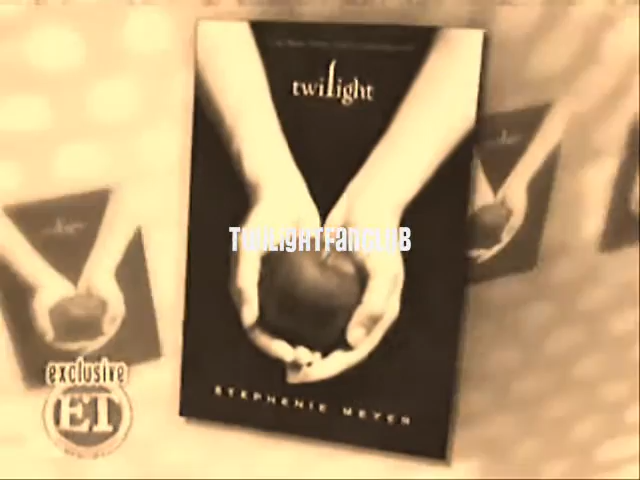 twilight
TWILIGHTFANCLUB
STEPHENIE MEYER
exclusive
ET